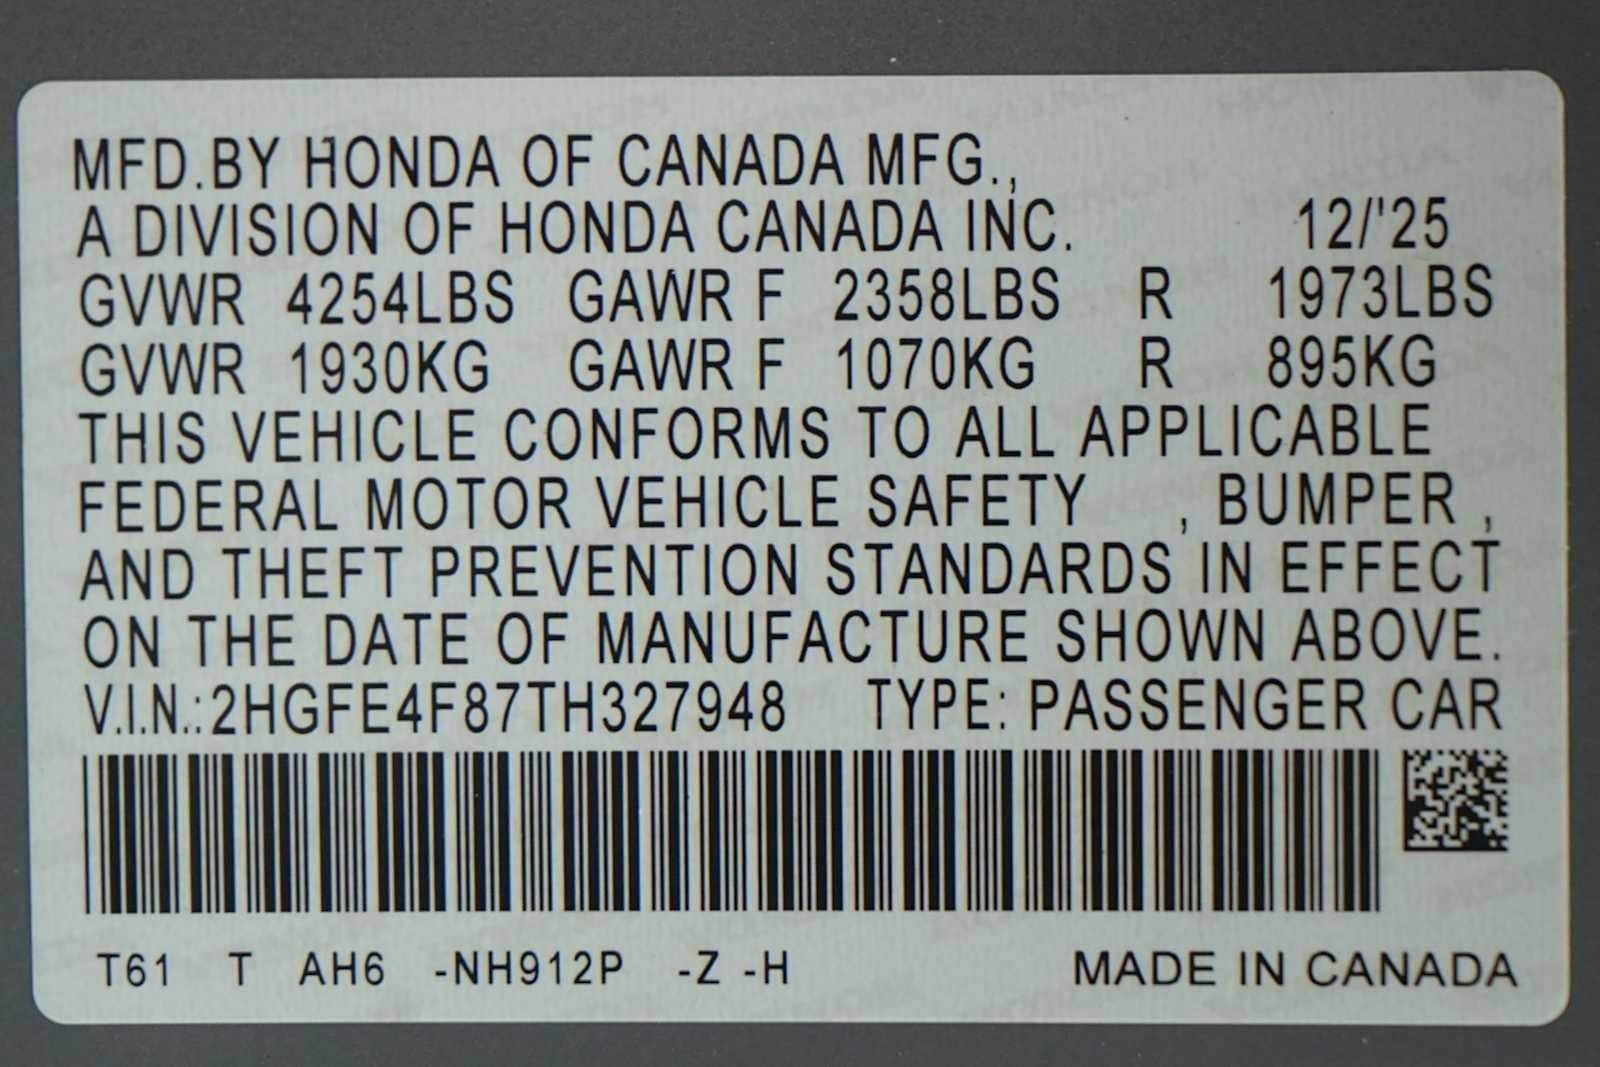 MFD.BY HONDA OF CANADA MFG.,
A DIVISION OF HONDA CANADA INC. 12/'25
GVWR 4254LBS GAWR F 2358LBS R 1973LBS
GVWR 1930KG GAWR F 1070KG R 895KG
THIS VEHICLE CONFORMS TO ALL APPLICABLE
FEDERAL MOTOR VEHICLE SAFETY , BUMPER ,
AND THEFT PREVENTION STANDARDS IN EFFECT
ON THE DATE OF MANUFACTURE SHOWN ABOVE.
V.I.N.:2HGFE4F87TH327948 TYPE: PASSENGER CAR
T61 T AH6 -NH912P -Z -H MADE IN CANADA